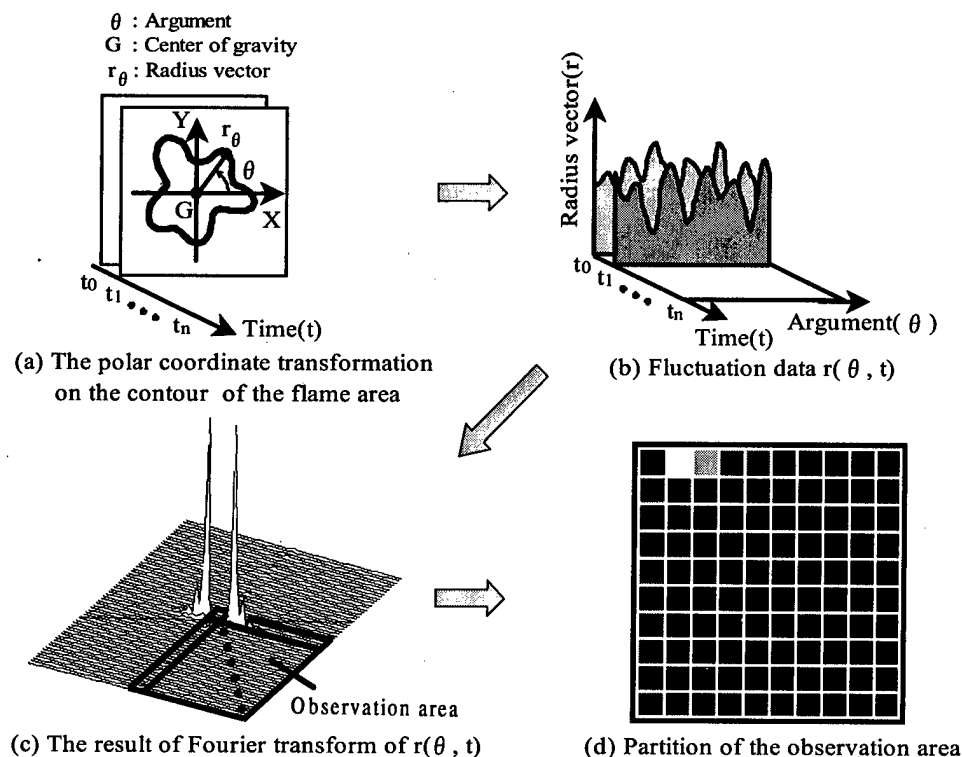 θ : Argument
G : Center of gravity
rθ : Radius vector
Y
rθ
θ
G
X
t0
t1
tn
Time(t)
(a) The polar coordinate transformation
on the contour of the flame area
Radius vector(r)
t0
t1
tn
Time(t)
Argument( θ )
(b) Fluctuation data r( θ , t)
Observation area
(c) The result of Fourier transform of r(θ , t)
(d) Partition of the observation area